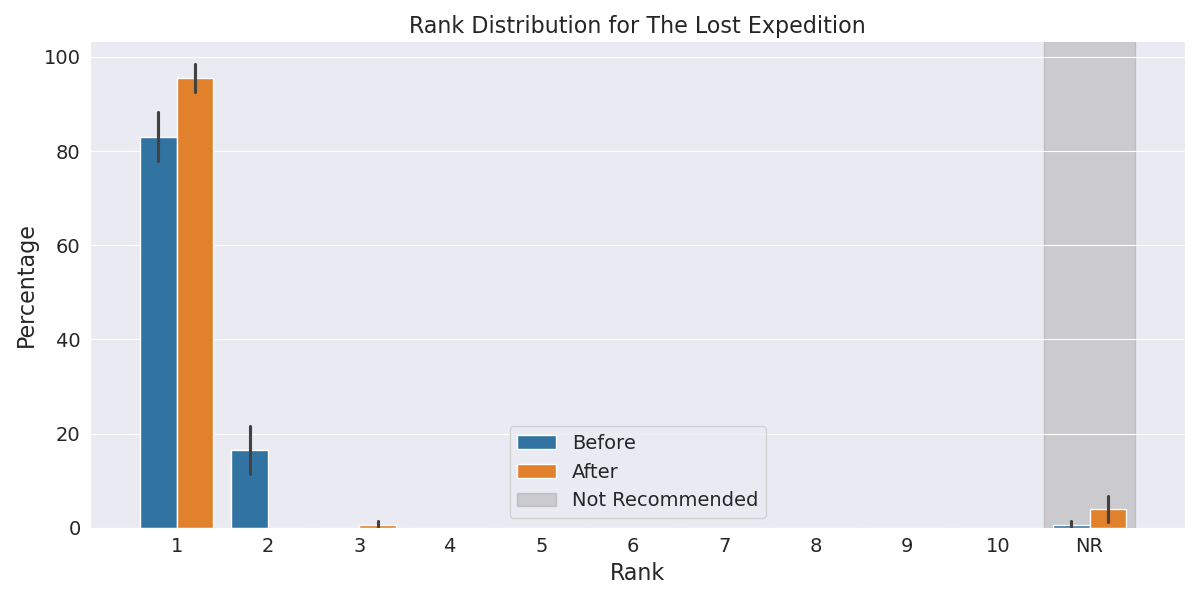 Rank Distribution for The Lost Expedition
Percentage
100
80
60
40
20
0
Before
After
Not Recommended
1 2 3 4 5 6 7 8 9 10 NR
Rank